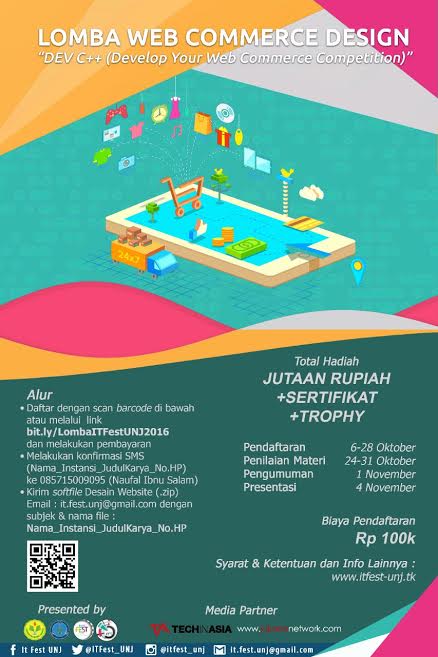 LOMBA WEB COMMERCE DESIGN
“DEV C++ (Develop Your Web Commerce Competition)”
24x7
Alur
• Daftar dengan scan barcode di bawah
atau melalui link
bit.ly/LombaITFestUNJ2016
dan melakukan pembayaran
• Melakukan konfirmasi SMS
(Nama_Instansi_JudulKarya_No.HP)
ke 085715009095 (Naufal Ibnu Salam)
• Kirim softfile Desain Website (.zip)
Email : it.fest.unj@gmail.com dengan
subjek & nama file :
Nama_Instansi_JudulKarya_No.HP
Total Hadiah
JUTAAN RUPIAH
+SERTIFIKAT
+TROPHY
Pendaftaran 6-28 Oktober
Penilaian Materi 24-31 Oktober
Pengumuman 1 November
Presentasi 4 November
Biaya Pendaftaran
Rp 100k
Syarat & Ketentuan dan Info Lainnya :
www.itfest-unj.tk
Presented by
Media Partner
TECHINASIA
It Fest UNJ @ITFest_UNJ @itfest_unj it.fest.unj@gmail.com